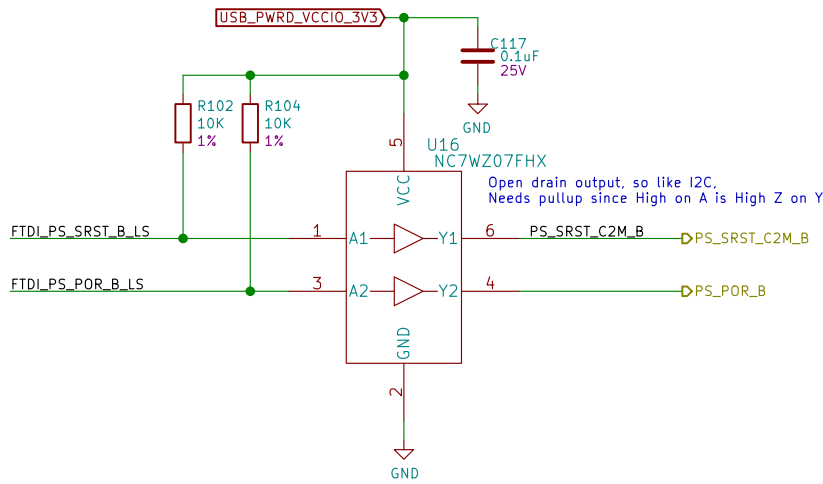 USB_PWRD_VCCIO_3V3
C117
0.1uF
25V
GND
R102
10K
1%
R104
10K
1%
U16
NC7WZ07FHX
5
VCC
Open drain output, so like I2C,
Needs pullup since High on A is High Z on Y
FTDI_PS_SRST_B_LS
1
A1
Y1
6
PS_SRST_C2M_B
PS_SRST_C2M_B
FTDI_PS_POR_B_LS
3
A2
Y2
4
PS_POR_B
GND
2
GND